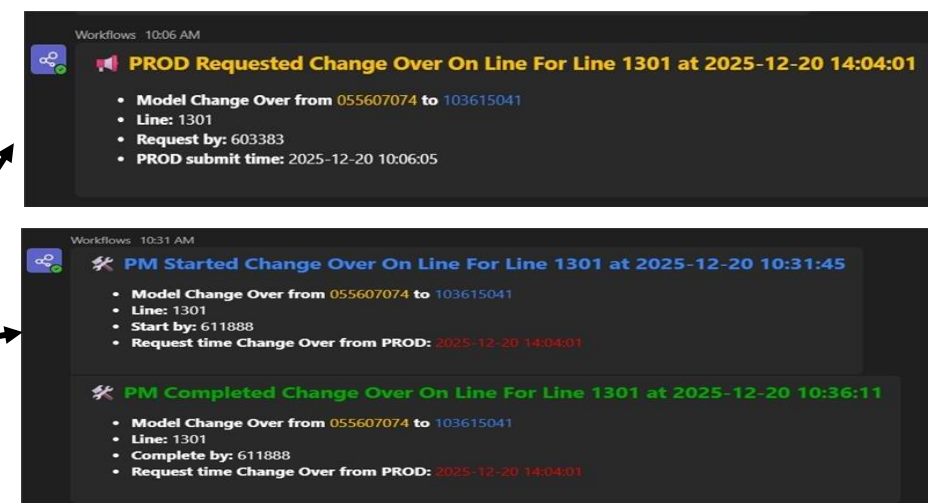 Workflows 10:06 AM
PROD Requested Change Over On Line For Line 1301 at 2025-12-20 14:04:01
• Model Change Over from 055607074 to 103615041
• Line: 1301
• Request by: 603383
• PROD submit time: 2025-12-20 10:06:05
Workflows 10:31 AM
PM Started Change Over On Line For Line 1301 at 2025-12-20 10:31:45
• Model Change Over from 055607074 to 103615041
• Line: 1301
• Start by: 611888
• Request time Change Over from PROD: 2025-12-20 14:04:01
PM Completed Change Over On Line For Line 1301 at 2025-12-20 10:36:11
• Model Change Over from 055607074 to 103615041
• Line: 1301
• Complete by: 611888
• Request time Change Over from PROD: 2025-12-20 14:04:01